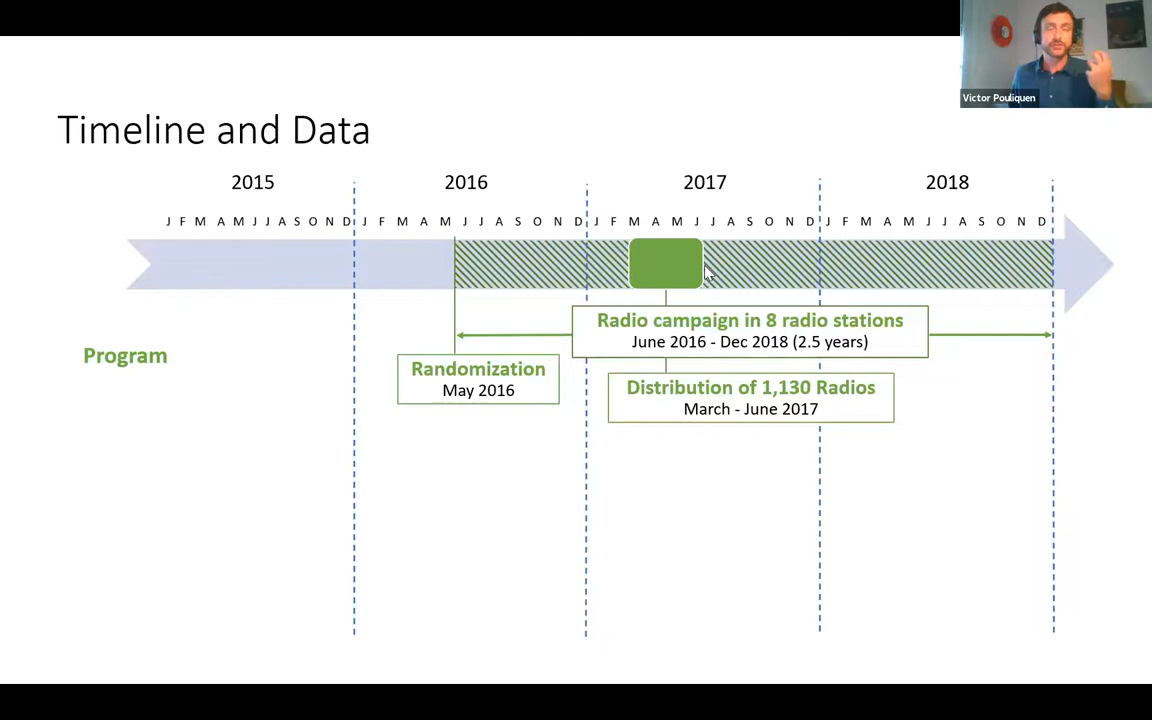 Victor Pouliquen
Timeline and Data
2015 2016 2017 2018
J F M A M J J A S O N D J F M A M J J A S O N D J F M A M J J A S O N D J F M A M J J A S O N D
Radio campaign in 8 radio stations
June 2016 - Dec 2018 (2.5 years)
Program
Randomization
May 2016
Distribution of 1,130 Radios
March - June 2017